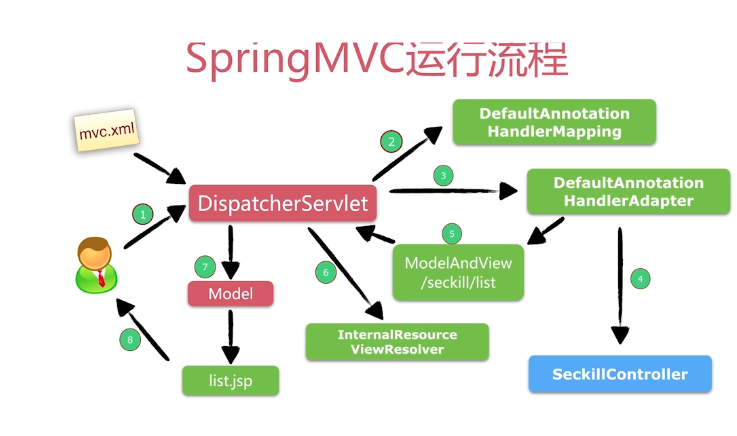 SpringMVC运行流程
mvc.xml
DefaultAnnotation
HandlerMapping
2
3
DefaultAnnotation
HandlerAdapter
DispatcherServlet
1
5
ModelAndView
/seckill/list
7
6
4
Model
8
InternalResource
ViewResolver
list.jsp
SeckillController